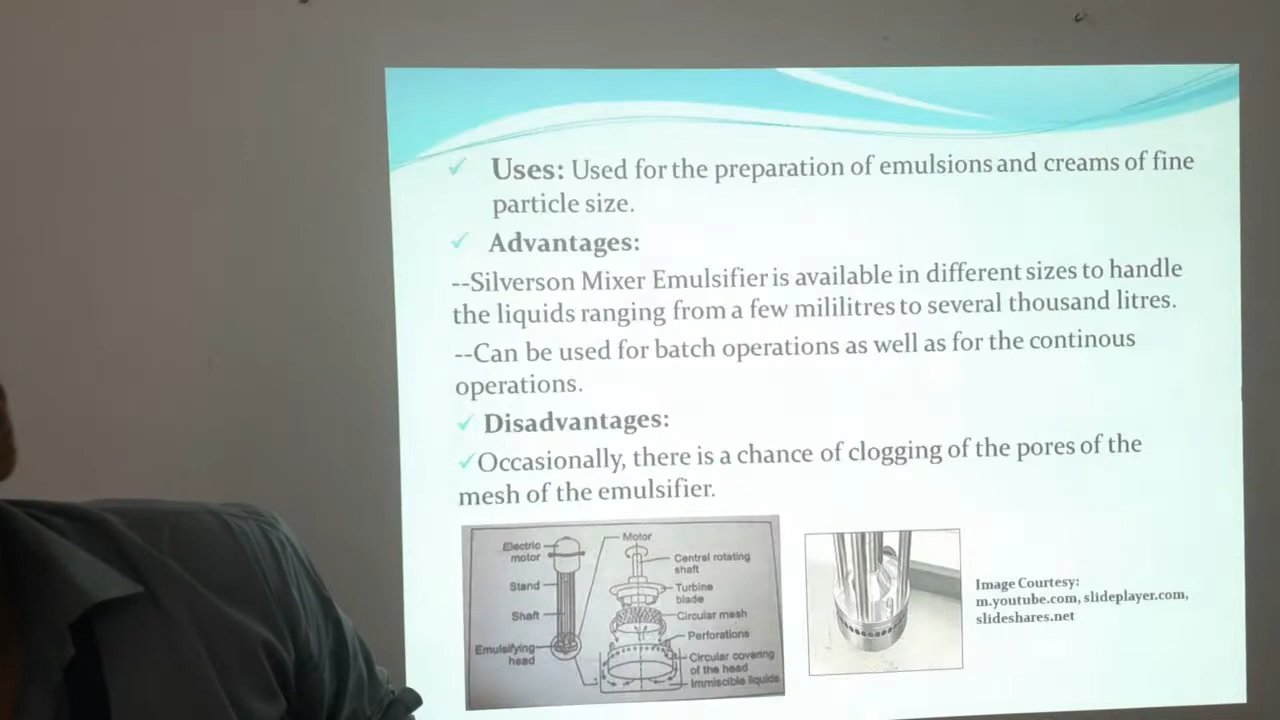 Uses: Used for the preparation of emulsions and creams of fine
particle size.
Advantages:
--Silverson Mixer Emulsifier is available in different sizes to handle
the liquids ranging from a few mililitres to several thousand litres.
--Can be used for batch operations as well as for the continous
operations.
Disadvantages:
Occasionally, there is a chance of clogging of the pores of the
mesh of the emulsifier.
Electric
motor
Stand
Shaft
Emulsifying
head
Motor
Central rotating
shaft
Turbine
blade
Circular mesh
Perforations
Circular covering
of the head
Immiscible liquids
Image Courtesy:
m.youtube.com, slideplayer.com,
slideshares.net